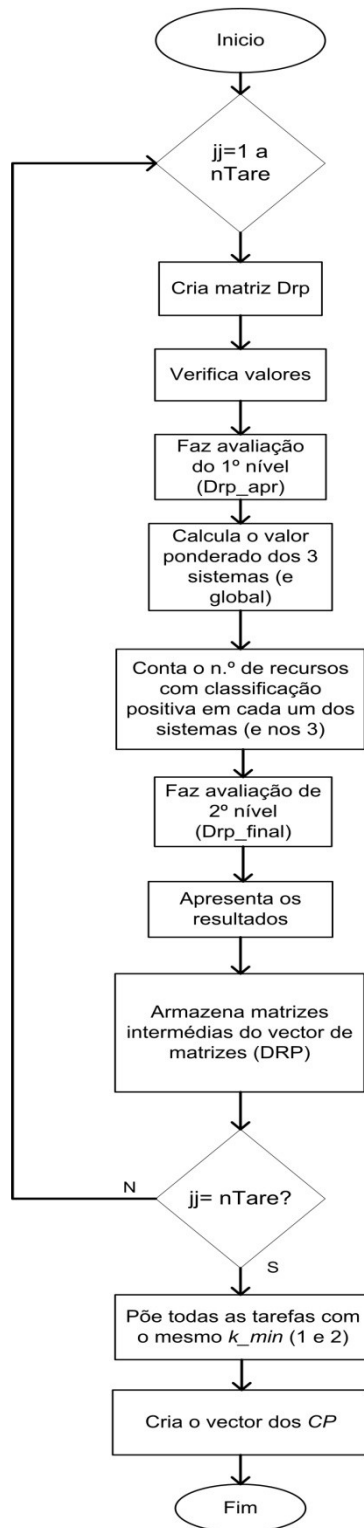 Inicio
jj=1 a
nTare
Cria matriz Drp
Verifica valores
Faz avaliação
do 1º nível
(Drp_apr)
Calcula o valor
ponderado dos 3
sistemas (e
global)
Conta o n.º de recursos
com classificação
positiva em cada um dos
sistemas (e nos 3)
Faz avaliação de
2º nível
(Drp_final)
Apresenta os
resultados
Armazena matrizes
intermédias do vector de
matrizes (DRP)
N
jj= nTare?
S
Põe todas as tarefas com
o mesmo k_min (1 e 2)
Cria o vector dos CP
Fim